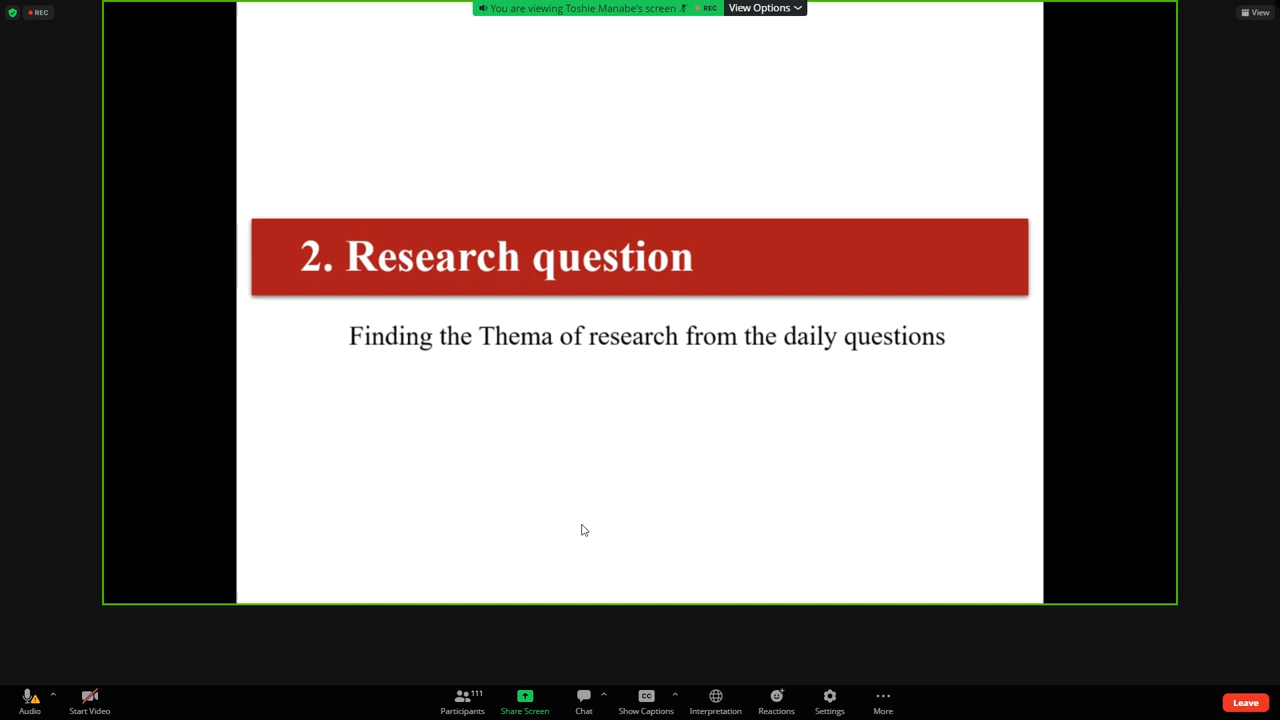 You are viewing Toshie Manabe's screen
REC
View Options
REC
View
2. Research question
Finding the Thema of research from the daily questions
111
Audio
Start Video
Participants
Share Screen
Chat
CC
Show Captions
Interpretation
Reactions
Settings
More
Leave